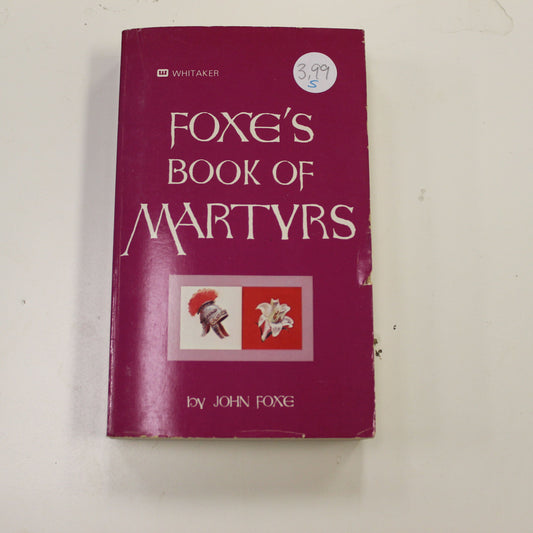 WHITAKER
3,99
S
FOXE'S
BOOK OF
MARTYRS
by JOHN FOXE